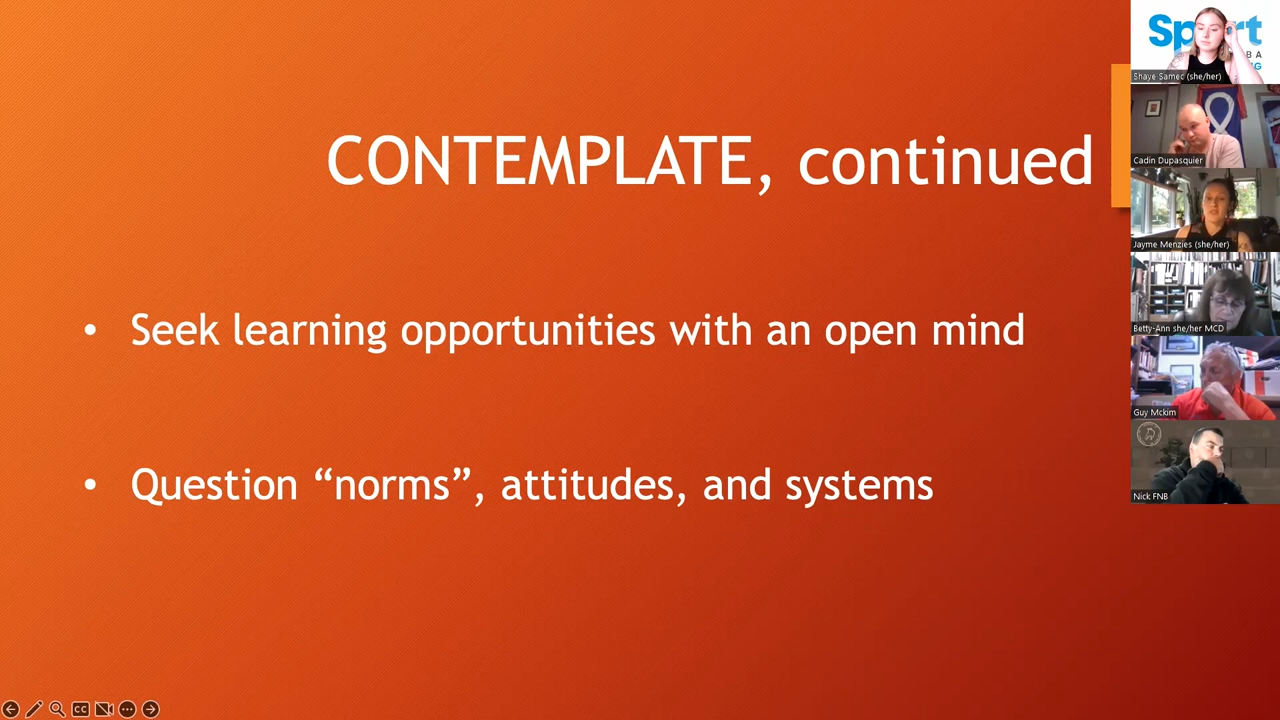 CONTEMPLATE, continued
• Seek learning opportunities with an open mind
• Question “norms”, attitudes, and systems
Shaye Samec (she/her)
Cadin Dupasquier
Jayme Menzies (she/her)
Betty-Ann she/her MCD
Guy Mckim
Nick FNB
CC